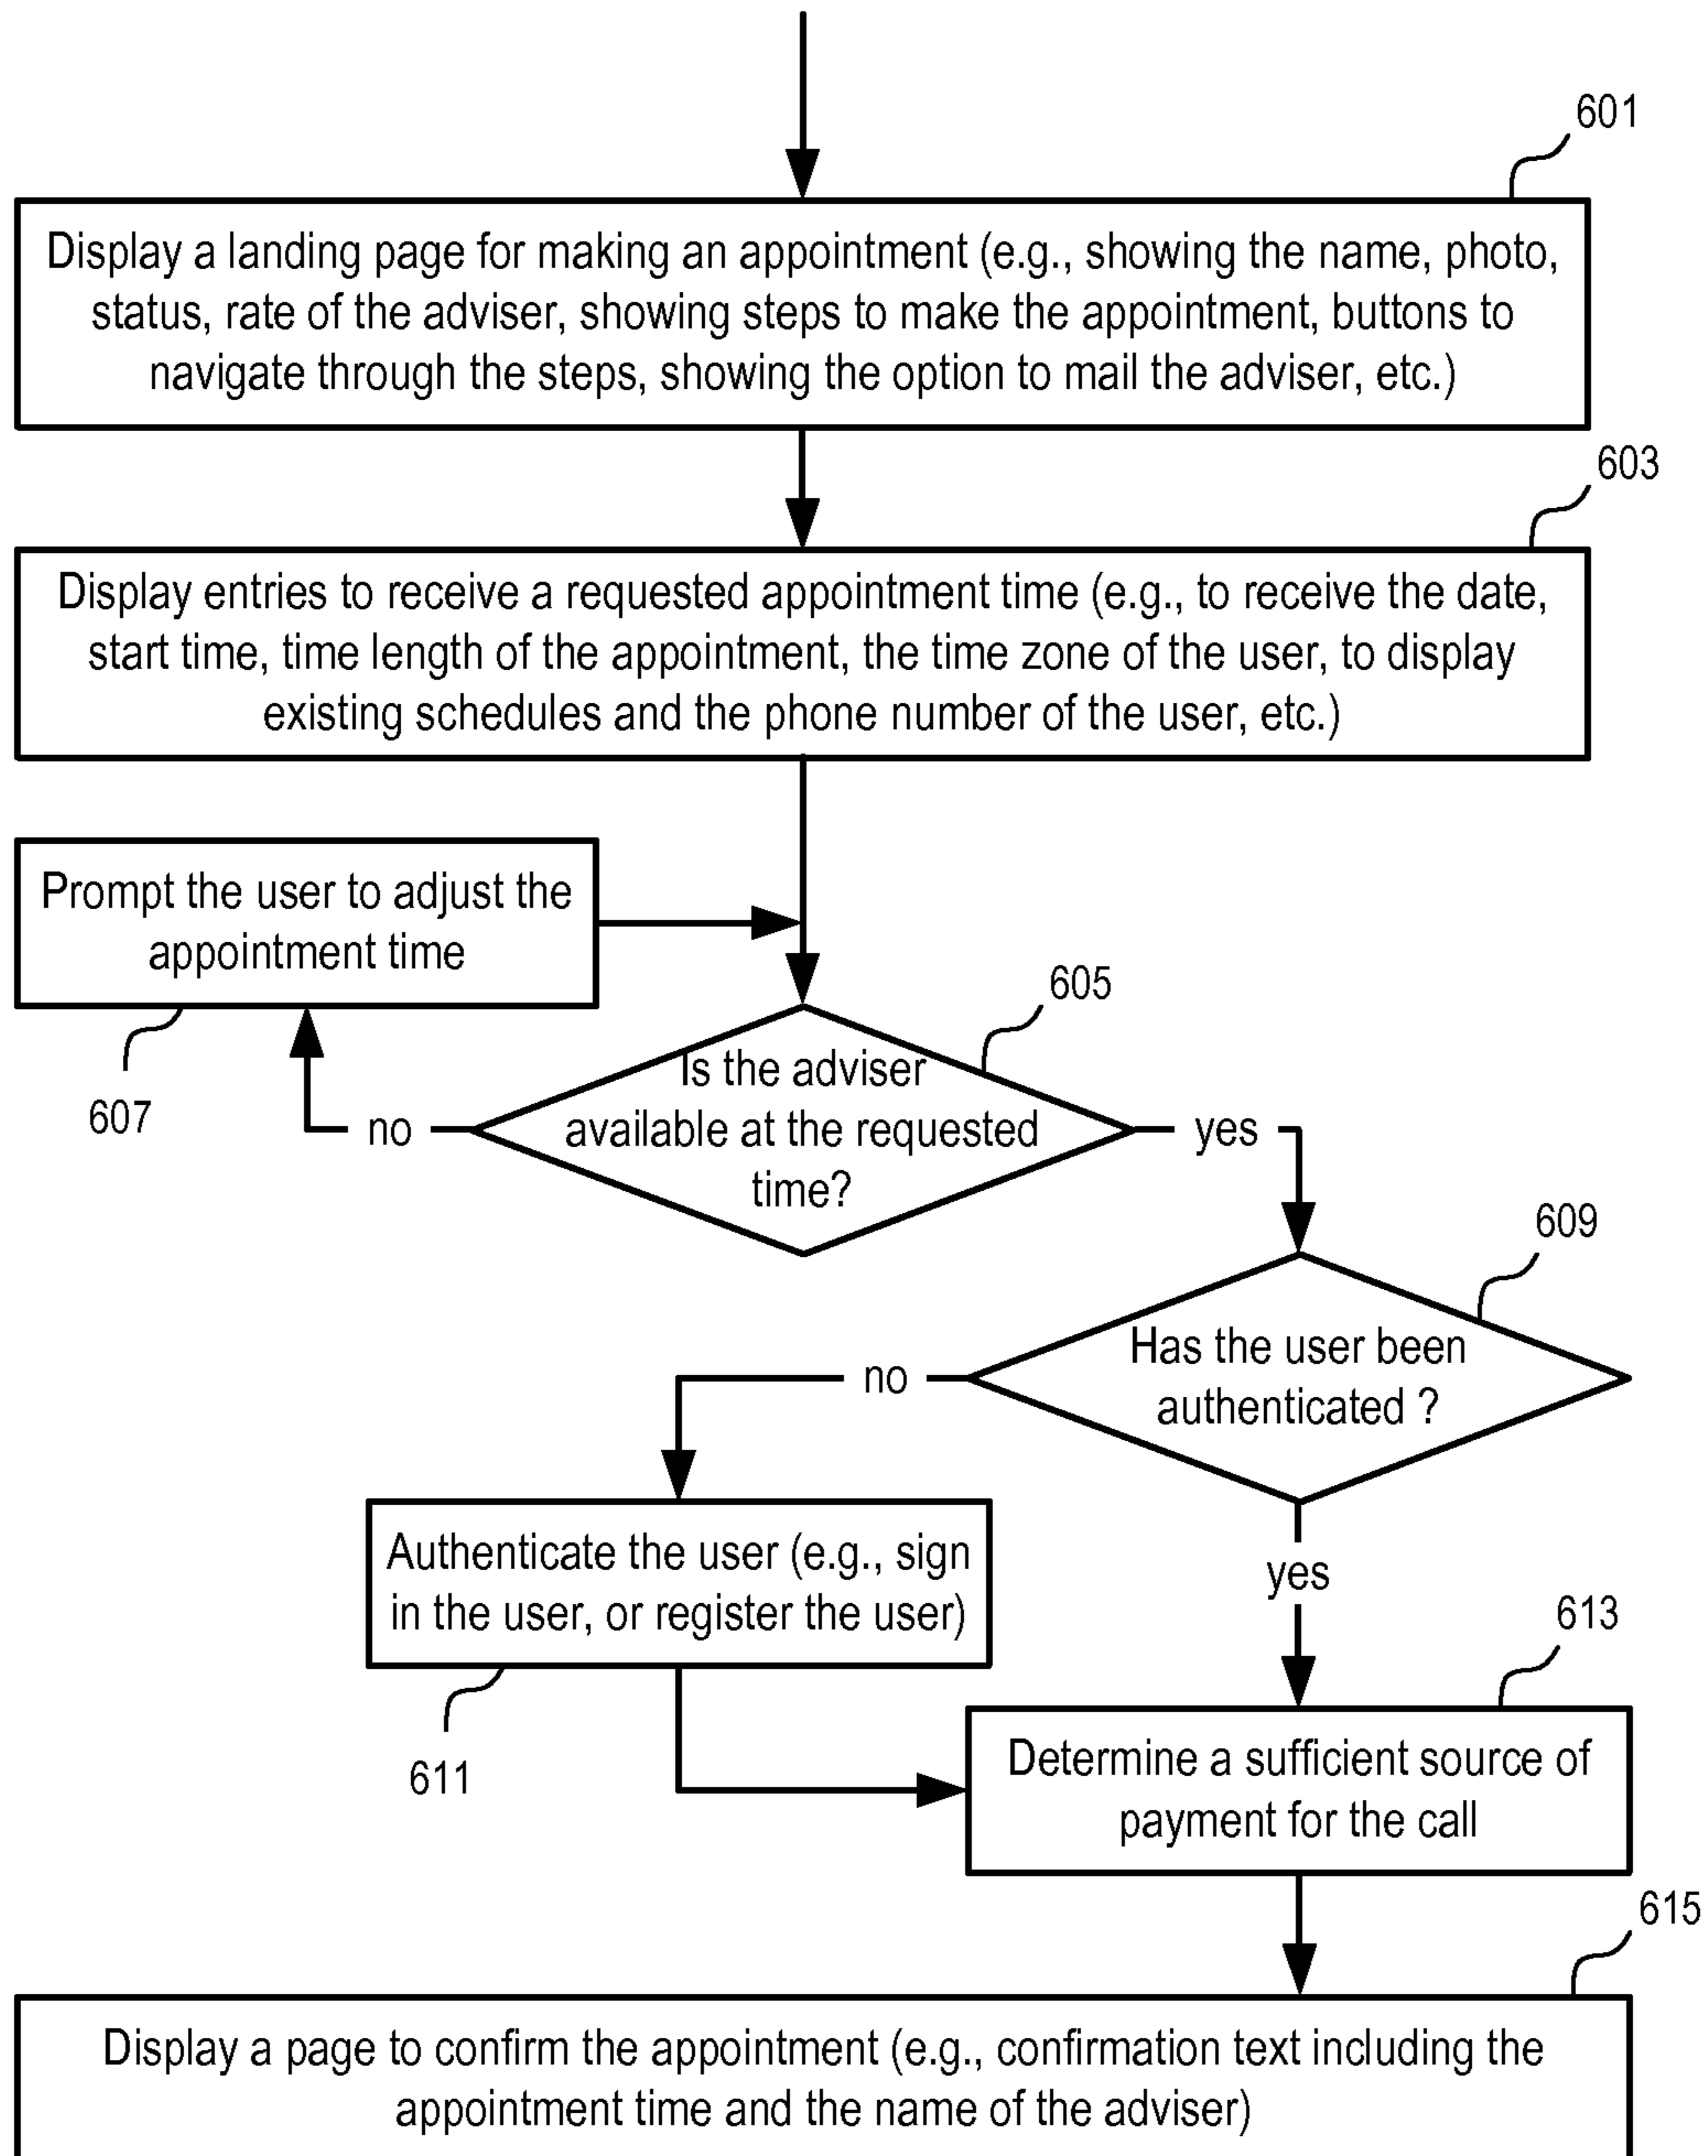 601
Display a landing page for making an appointment (e.g., showing the name, photo,
status, rate of the adviser, showing steps to make the appointment, buttons to
navigate through the steps, showing the option to mail the adviser, etc.)
603
Display entries to receive a requested appointment time (e.g., to receive the date,
start time, time length of the appointment, the time zone of the user, to display
existing schedules and the phone number of the user, etc.)
Prompt the user to adjust the
appointment time
607
605
Is the adviser
available at the requested
time?
no
yes
609
Has the user been
authenticated ?
no
yes
Authenticate the user (e.g., sign
in the user, or register the user)
611
613
Determine a sufficient source of
payment for the call
615
Display a page to confirm the appointment (e.g., confirmation text including the
appointment time and the name of the adviser)